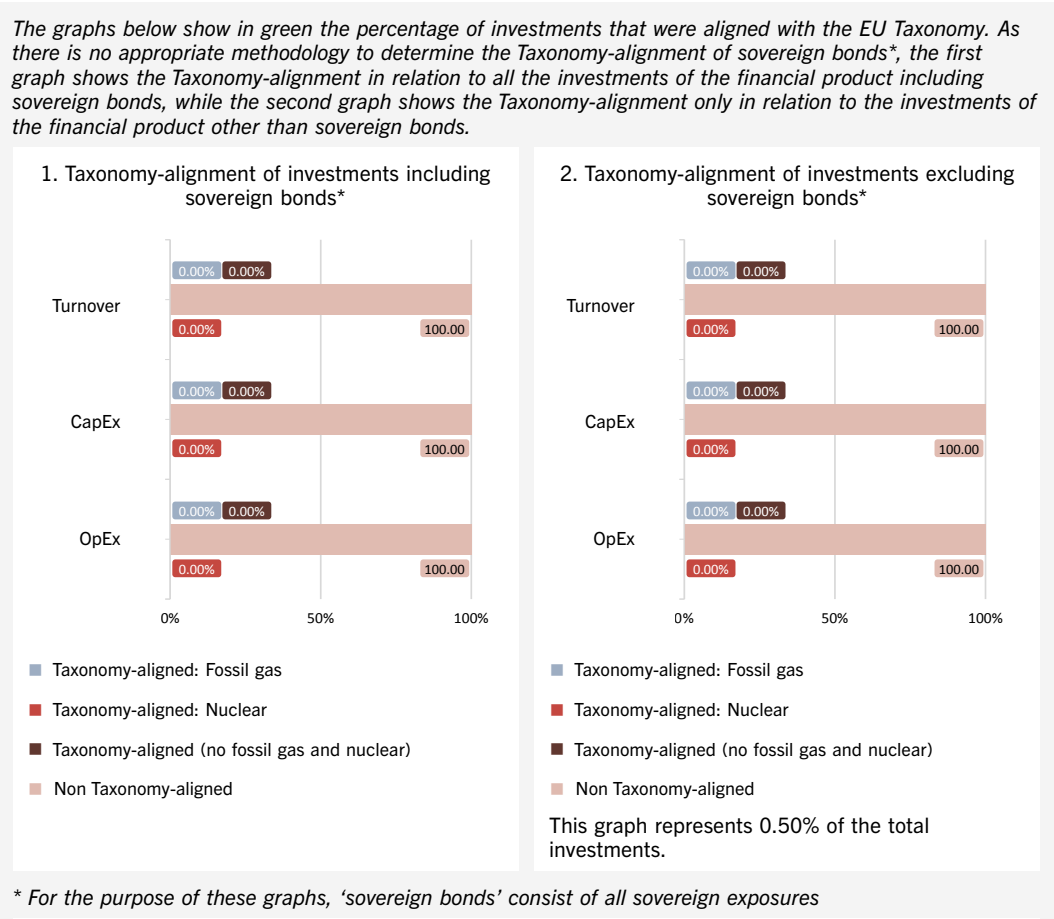 The graphs below show in green the percentage of investments that were aligned with the EU Taxonomy. As
there is no appropriate methodology to determine the Taxonomy-alignment of sovereign bonds*, the first
graph shows the Taxonomy-alignment in relation to all the investments of the financial product including
sovereign bonds, while the second graph shows the Taxonomy-alignment only in relation to the investments of
the financial product other than sovereign bonds.
1. Taxonomy-alignment of investments including
sovereign bonds*
0.00% 0.00%
Turnover
0.00% 100.00
0.00% 0.00%
CapEx
0.00% 100.00
0.00% 0.00%
OpEx
0.00% 100.00
0% 50% 100%
Taxonomy-aligned: Fossil gas
Taxonomy-aligned: Nuclear
Taxonomy-aligned (no fossil gas and nuclear)
Non Taxonomy-aligned
2. Taxonomy-alignment of investments excluding
sovereign bonds*
0.00% 0.00%
Turnover
0.00% 100.00
0.00% 0.00%
CapEx
0.00% 100.00
0.00% 0.00%
OpEx
0.00% 100.00
0% 50% 100%
Taxonomy-aligned: Fossil gas
Taxonomy-aligned: Nuclear
Taxonomy-aligned (no fossil gas and nuclear)
Non Taxonomy-aligned
This graph represents 0.50% of the total
investments.
* For the purpose of these graphs, ‘sovereign bonds’ consist of all sovereign exposures